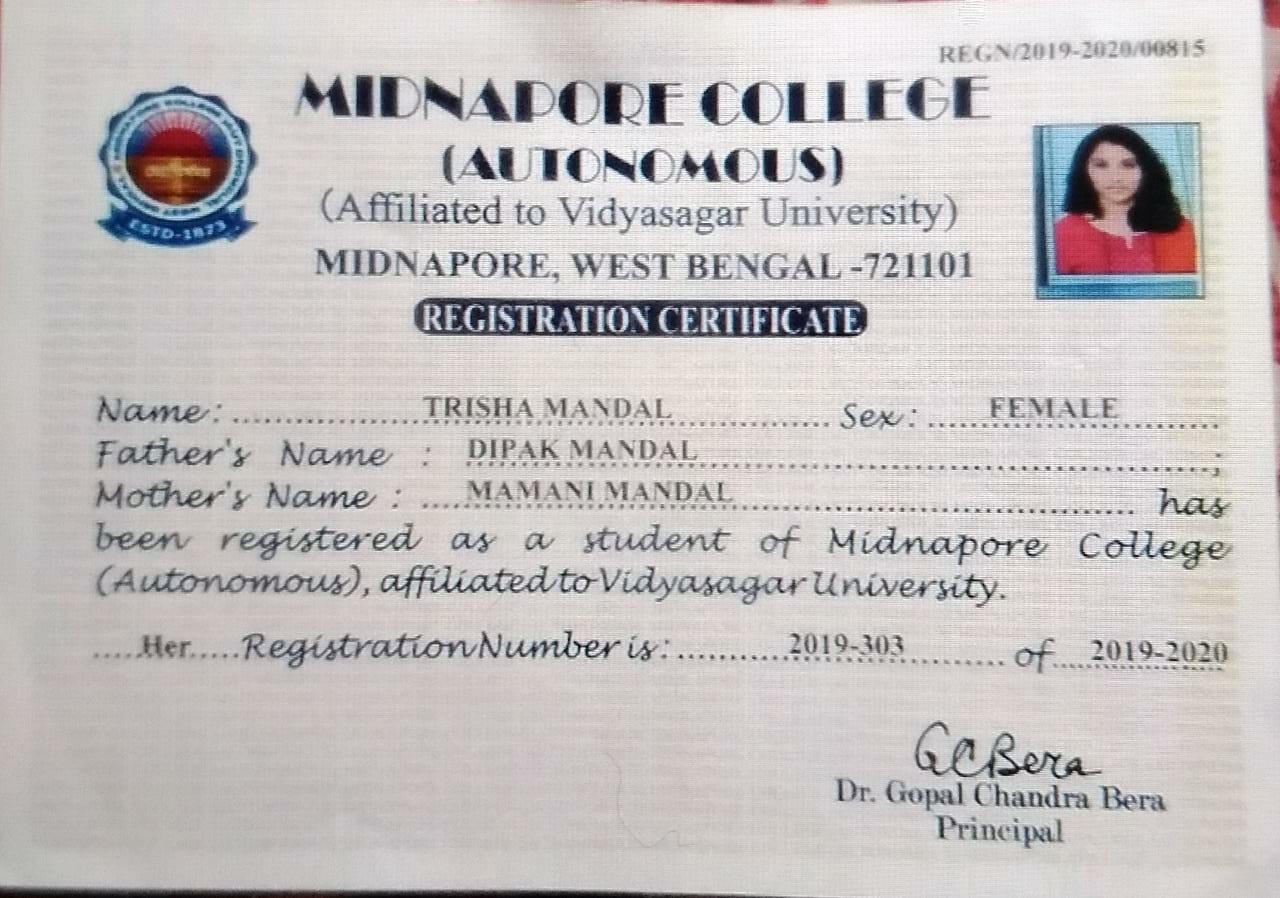 REGN/2019-2020/00815
MIDNAPORE COLLEGE
(AUTONOMOUS)
(Affiliated to Vidyasagar University)
MIDNAPORE, WEST BENGAL -721101
ESTD-1873
REGISTRATION CERTIFICATE
Name: TRISHA MANDAL Sex: FEMALE
Father's Name : DIPAK MANDAL ;
Mother's Name : MAMANI MANDAL has
been registered as a student of Midnapore College
(Autonomous), affiliated to Vidyasagar University.
Her Registration Number is: 2019-303 of 2019-2020
GCBera
Dr. Gopal Chandra Bera
Principal